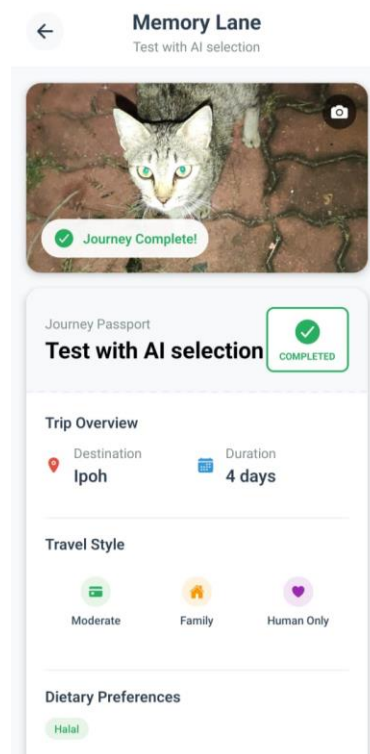 Memory Lane
Test with AI selection
Journey Complete!
Journey Passport
Test with AI selection
COMPLETED
Trip Overview
Destination
Ipoh
Duration
4 days
Travel Style
Moderate
Family
Human Only
Dietary Preferences
Halal